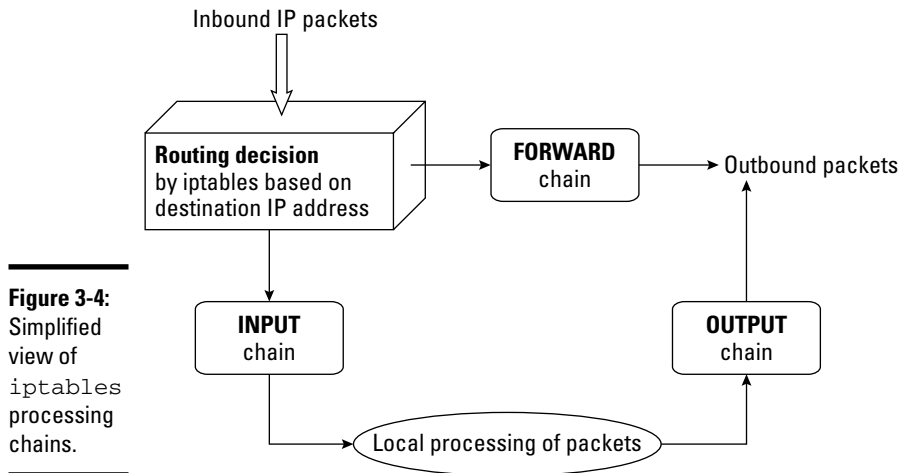 Inbound IP packets
Routing decision
by iptables based on
destination IP address
FORWARD
chain
Outbound packets
INPUT
chain
OUTPUT
chain
Local processing of packets
Figure 3-4:
Simplified
view of
iptables
processing
chains.